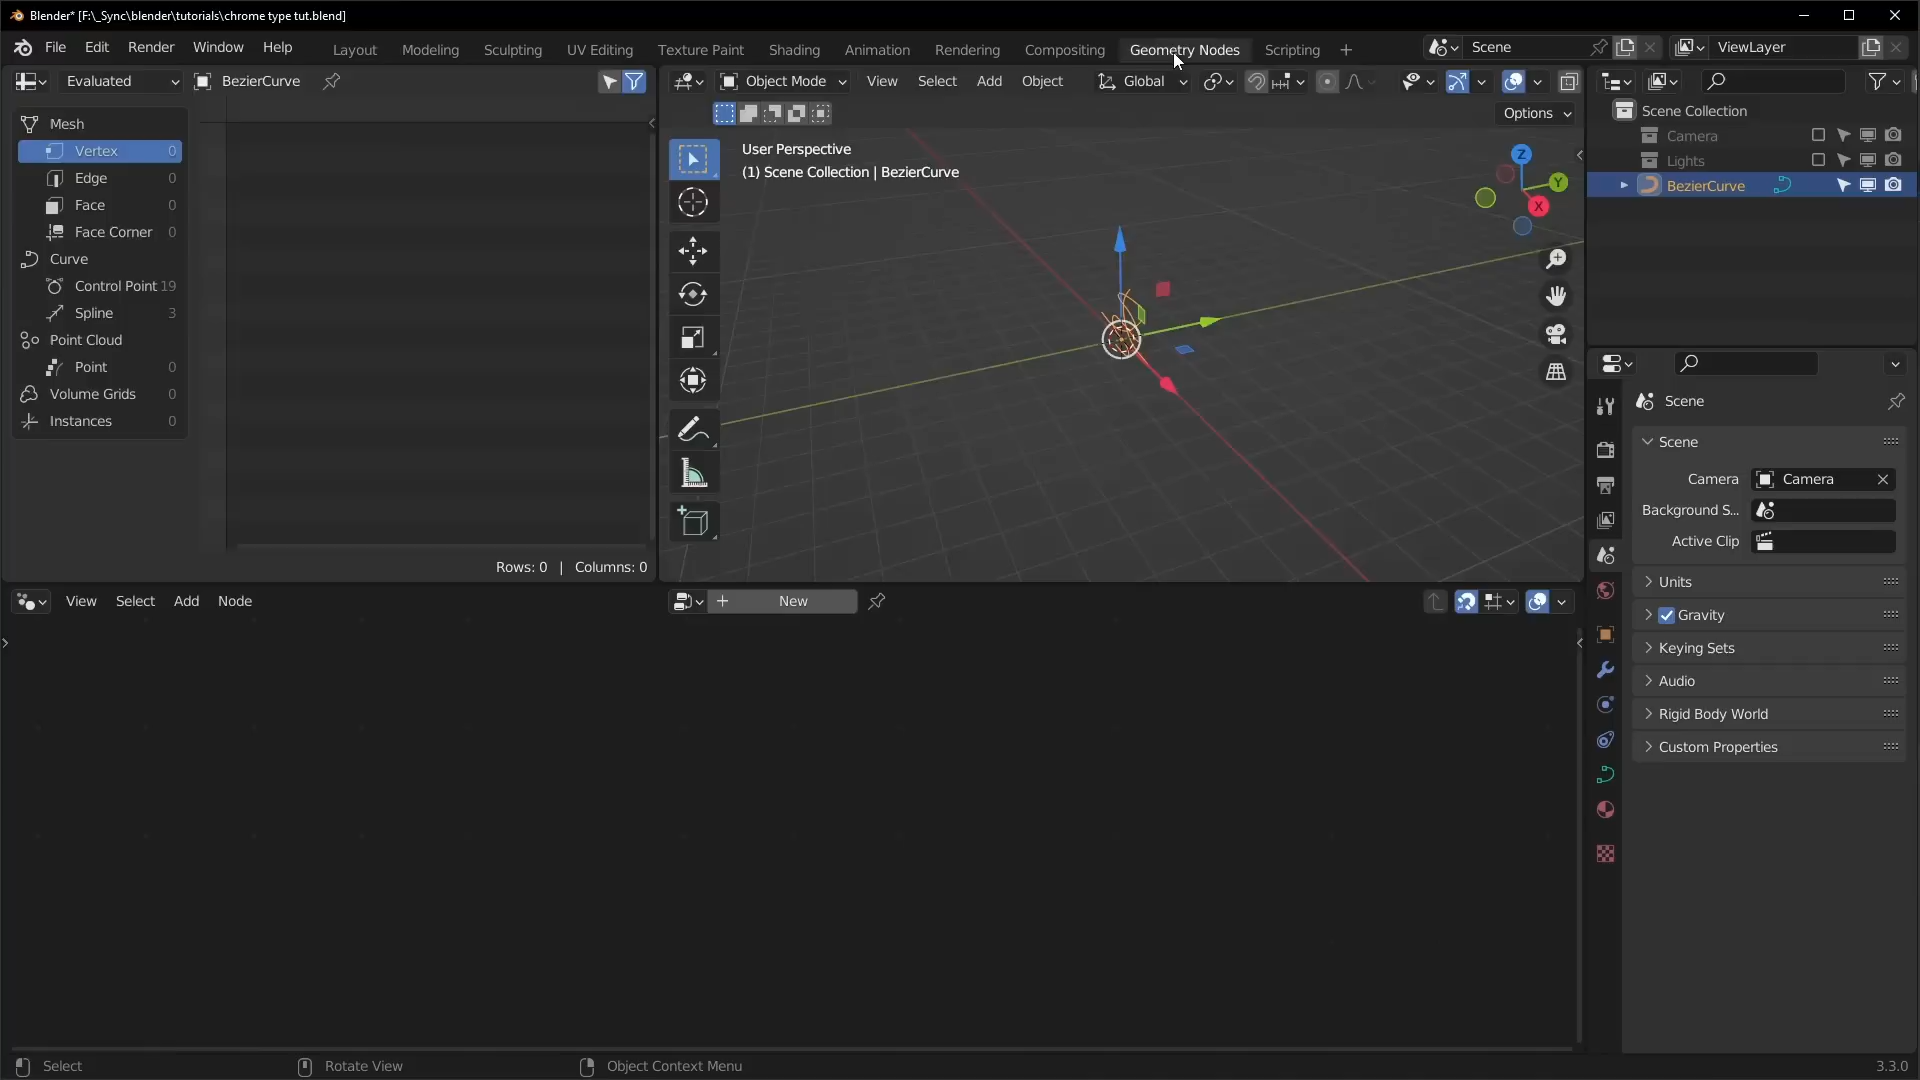 Blender* [F:\_Sync\blender\tutorials\chrome type tut.blend]
File Edit Render Window Help Layout Modeling Sculpting UV Editing Texture Paint Shading Animation Rendering Compositing Geometry Nodes Scripting + Scene ViewLayer
Evaluated BezierCurve
Object Mode View Select Add Object Global
Options
Mesh
Vertex 0
Edge 0
Face 0
Face Corner 0
Curve
Control Point 19
Spline 3
Point Cloud
Point 0
Volume Grids 0
Instances 0
Rows: 0 | Columns: 0
User Perspective
(1) Scene Collection | BezierCurve
Z
Y
X
Scene Collection
Camera
Lights
BezierCurve
Scene
Scene
Camera Camera
Background S...
Active Clip
Units
Gravity
Keying Sets
Audio
Rigid Body World
Custom Properties
View Select Add Node
+ New
Select Rotate View Object Context Menu 3.3.0